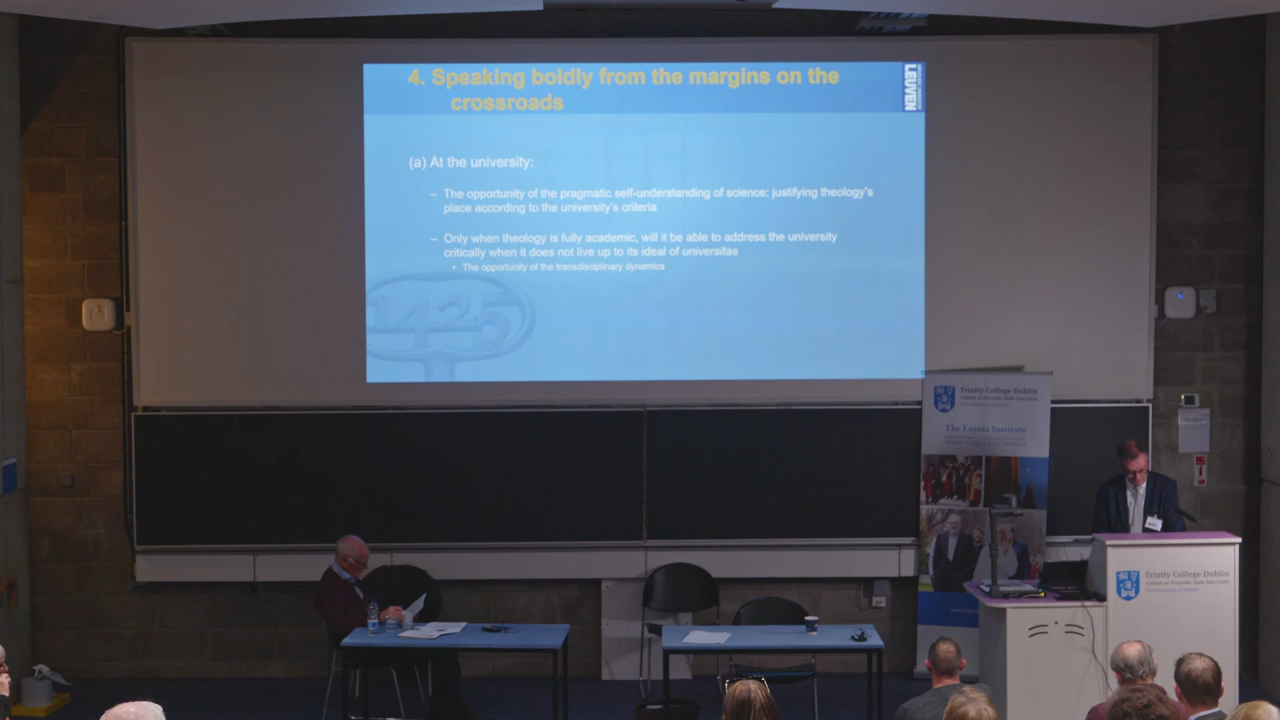 4. Speaking boldly from the margins on the
crossroads
LEUVEN
(a) At the university:
– The opportunity of the pragmatic self-understanding of science: justifying theology's
place according to the university's criteria
– Only when theology is fully academic, will it be able to address the university
critically when it does not live up to its ideal of universitas
• The opportunity of the transdisciplinary dynamics
1425
Trinity College Dublin
The Loyola Institute
Trinity College Dublin